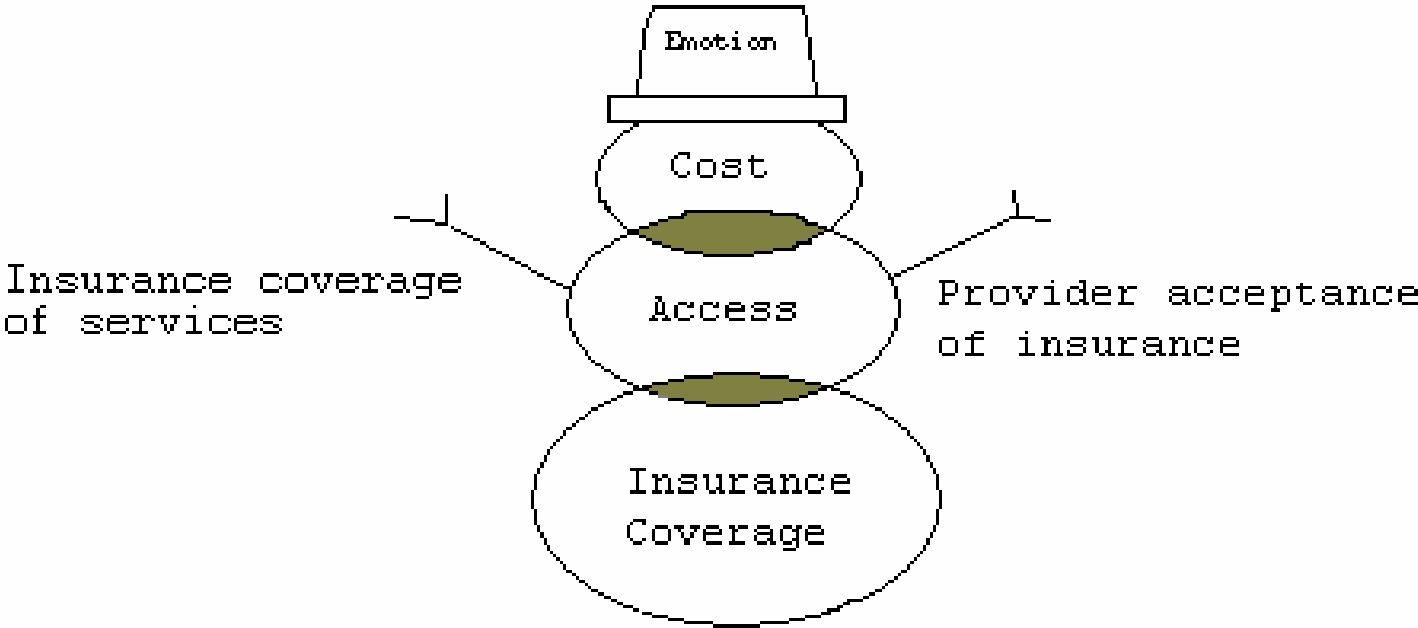 Emotion
Cost
Insurance coverage
of services
Access
Provider acceptance
of insurance
Insurance
Coverage